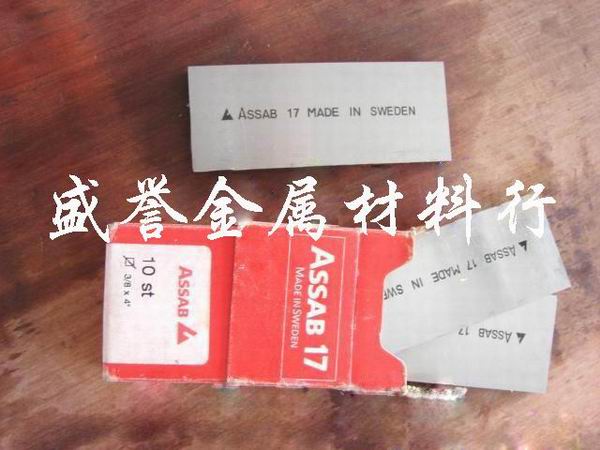 ASSAB 17 MADE IN SWEDEN
盛誉金属材料行
ASSAB
10 st
3/8 x 4"
ASSAB 17
MADE IN SWEDEN
ASSAB 17 MADE IN SWE
ASSAB 17